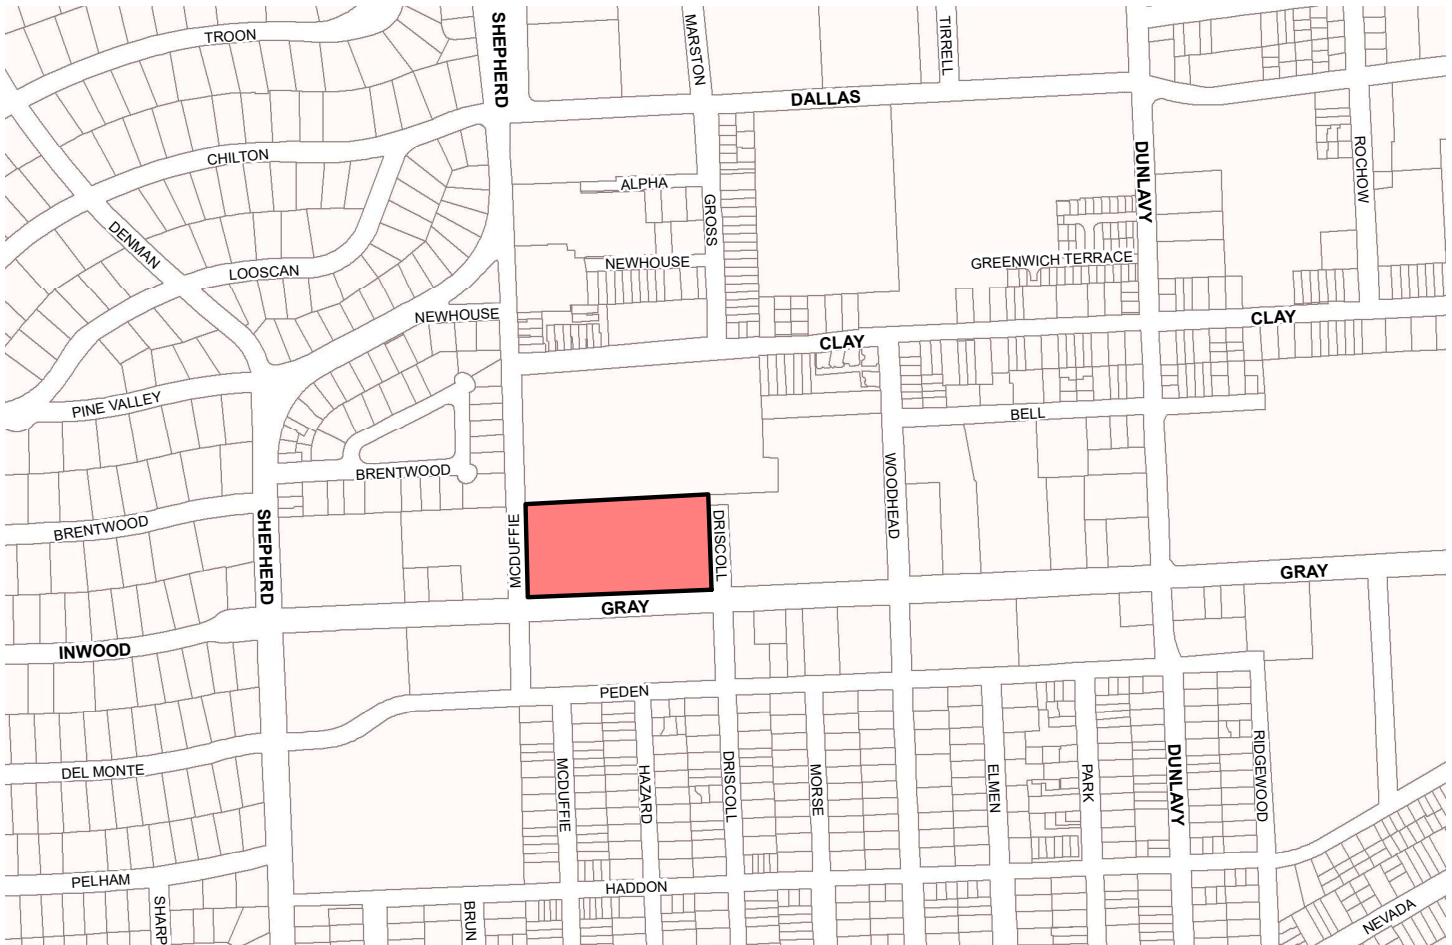 TROON
SHEPHERD
MARSTON
TIRRELL
DALLAS
CHILTON
ALPHA
DUNLAVY
ROCHOW
GROSS
DENMAN
LOOSCAN
NEWHOUSE
GREENWICH TERRACE
NEWHOUSE
CLAY
CLAY
PINE VALLEY
BELL
BRENTWOOD
WOODHEAD
BRENTWOOD
SHEPHERD
MCDUFFIE
DRISCOLL
GRAY
GRAY
INWOOD
PEDEN
DEL MONTE
MCDUFFIE
HAZARD
DRISCOLL
MORSE
ELMEN
PARK
DUNLAVY
RIDGEWOOD
PELHAM
HADDON
SHARP
BRUN
NEVADA